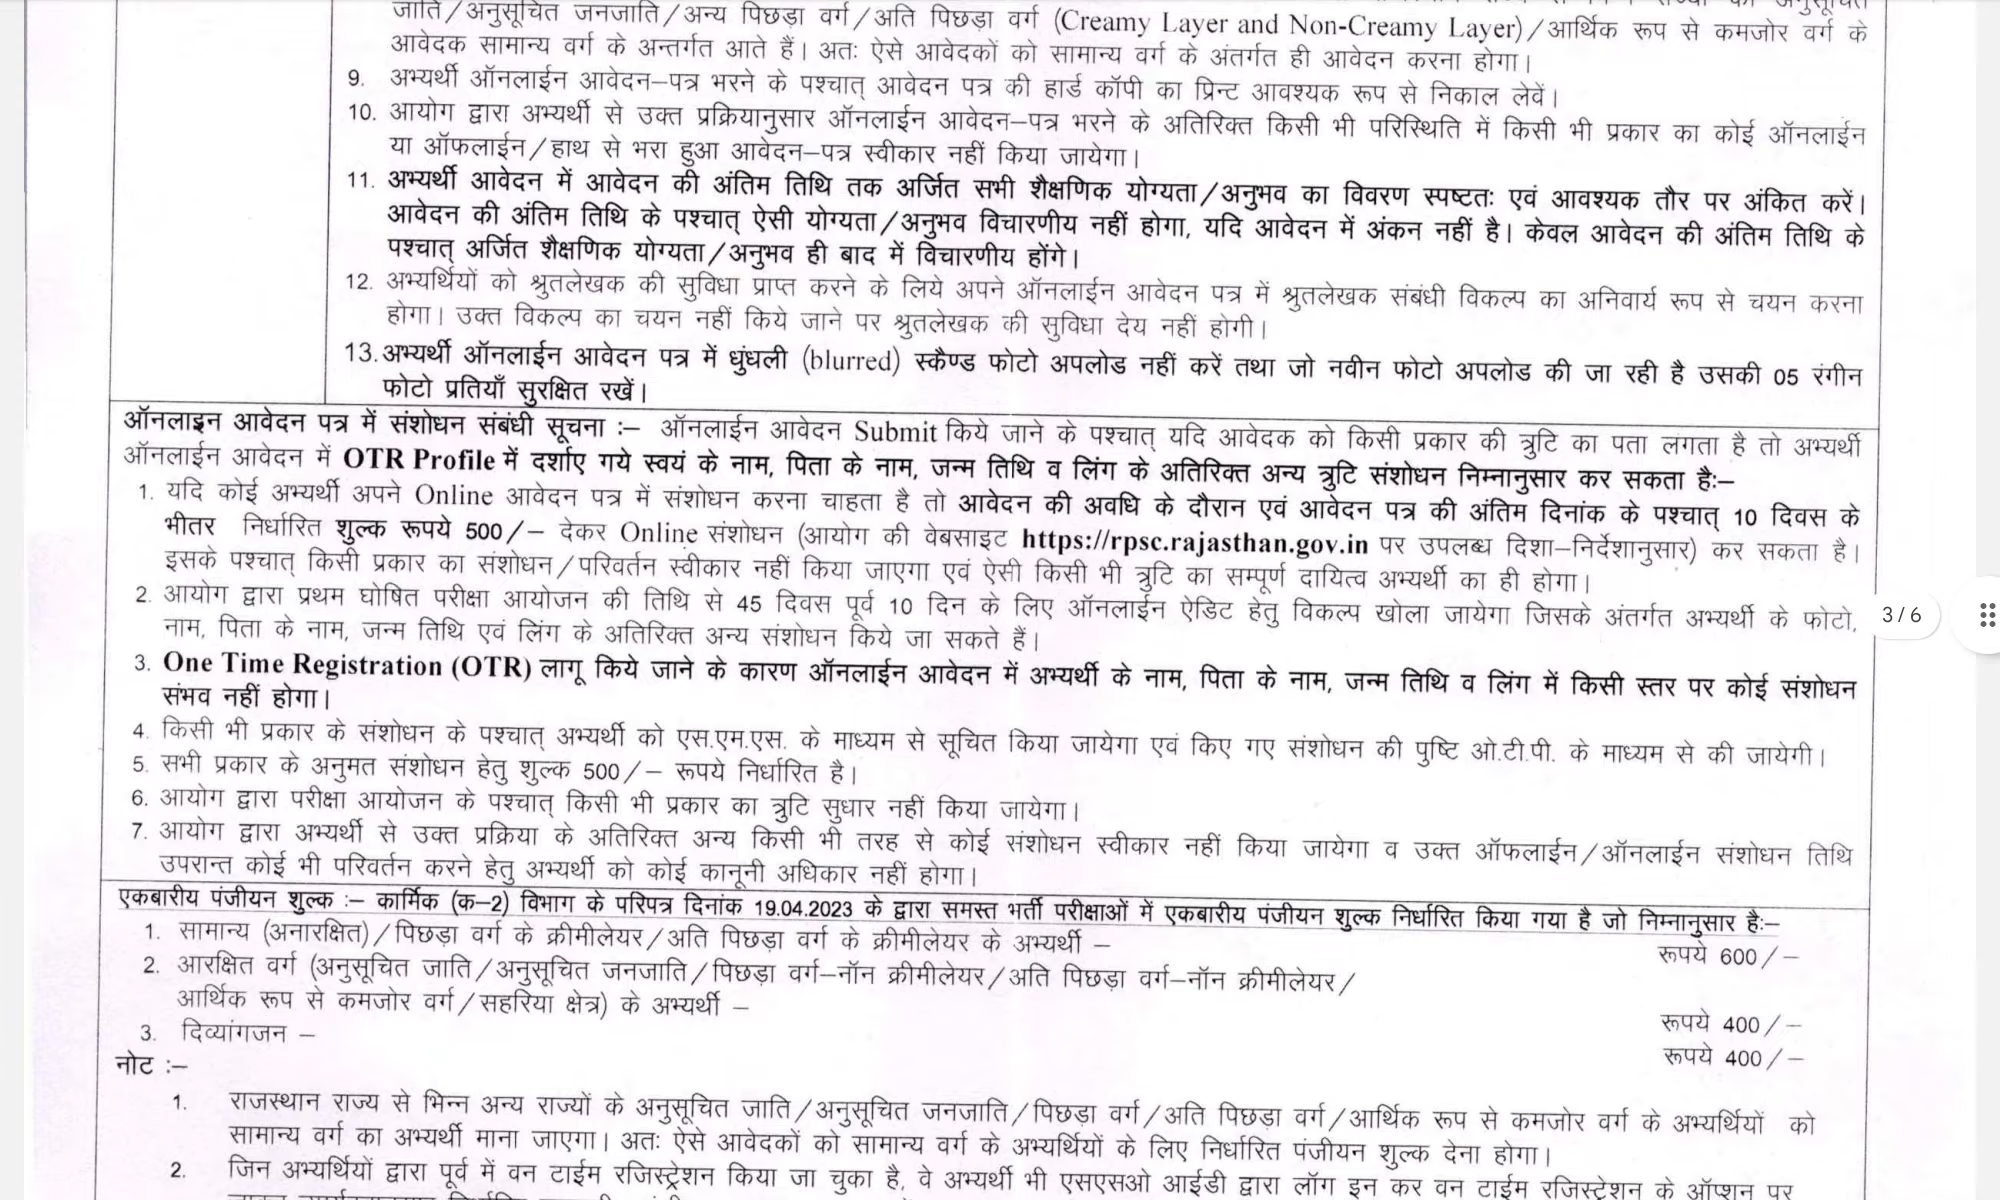 जाति/अनुसूचित जनजाति/अन्य पिछड़ा वर्ग/अति पिछड़ा वर्ग (Creamy Layer and Non-Creamy Layer)/आर्थिक रूप से कमजोर वर्ग के
आवेदक सामान्य वर्ग के अन्तर्गत आते हैं। अतः ऐसे आवेदकों को सामान्य वर्ग के अंतर्गत ही आवेदन करना होगा।
9. अभ्यर्थी ऑनलाईन आवेदन–पत्र भरने के पश्चात् आवेदन पत्र की हार्ड कॉपी का प्रिन्ट आवश्यक रूप से निकाल लेवें।
10. आयोग द्वारा अभ्यर्थी से उक्त प्रक्रियानुसार ऑनलाईन आवेदन–पत्र भरने के अतिरिक्त किसी भी परिस्थिति में किसी भी प्रकार का कोई ऑनलाईन
या ऑफलाईन/हाथ से भरा हुआ आवेदन–पत्र स्वीकार नहीं किया जायेगा।
11. अभ्यर्थी आवेदन में आवेदन की अंतिम तिथि तक अर्जित सभी शैक्षणिक योग्यता/अनुभव का विवरण स्पष्टतः एवं आवश्यक तौर पर अंकित करें।
आवेदन की अंतिम तिथि के पश्चात् ऐसी योग्यता/अनुभव विचारणीय नहीं होगा, यदि आवेदन में अंकन नहीं है। केवल आवेदन की अंतिम तिथि के
पश्चात् अर्जित शैक्षणिक योग्यता/अनुभव ही बाद में विचारणीय होंगे।
12. अभ्यर्थियों को श्रुतलेखक की सुविधा प्राप्त करने के लिये अपने ऑनलाईन आवेदन पत्र में श्रुतलेखक संबंधी विकल्प का अनिवार्य रूप से चयन करना
होगा। उक्त विकल्प का चयन नहीं किये जाने पर श्रुतलेखक की सुविधा देय नहीं होगी।
13. अभ्यर्थी ऑनलाईन आवेदन पत्र में धुंधली (blurred) स्कैण्ड फोटो अपलोड नहीं करें तथा जो नवीन फोटो अपलोड की जा रही है उसकी 05 रंगीन
फोटो प्रतियाँ सुरक्षित रखें।
ऑनलाइन आवेदन पत्र में संशोधन संबंधी सूचना :– ऑनलाईन आवेदन Submit किये जाने के पश्चात् यदि आवेदक को किसी प्रकार की त्रुटि का पता लगता है तो अभ्यर्थी
ऑनलाईन आवेदन में OTR Profile में दर्शाए गये स्वयं के नाम, पिता के नाम, जन्म तिथि व लिंग के अतिरिक्त अन्य त्रुटि संशोधन निम्नानुसार कर सकता है:–
1. यदि कोई अभ्यर्थी अपने Online आवेदन पत्र में संशोधन करना चाहता है तो आवेदन की अवधि के दौरान एवं आवेदन पत्र की अंतिम दिनांक के पश्चात् 10 दिवस के
भीतर निर्धारित शुल्क रूपये 500/– देकर Online संशोधन (आयोग की वेबसाइट https://rpsc.rajasthan.gov.in पर उपलब्ध दिशा–निर्देशानुसार) कर सकता है।
इसके पश्चात् किसी प्रकार का संशोधन/परिवर्तन स्वीकार नहीं किया जाएगा एवं ऐसी किसी भी त्रुटि का सम्पूर्ण दायित्व अभ्यर्थी का ही होगा।
2. आयोग द्वारा प्रथम घोषित परीक्षा आयोजन की तिथि से 45 दिवस पूर्व 10 दिन के लिए ऑनलाईन ऐडिट हेतु विकल्प खोला जायेगा जिसके अंतर्गत अभ्यर्थी के फोटो,
नाम, पिता के नाम, जन्म तिथि एवं लिंग के अतिरिक्त अन्य संशोधन किये जा सकते हैं।
3/6
3. One Time Registration (OTR) लागू किये जाने के कारण ऑनलाईन आवेदन में अभ्यर्थी के नाम, पिता के नाम, जन्म तिथि व लिंग में किसी स्तर पर कोई संशोधन
संभव नहीं होगा।
4. किसी भी प्रकार के संशोधन के पश्चात् अभ्यर्थी को एस.एम.एस. के माध्यम से सूचित किया जायेगा एवं किए गए संशोधन की पुष्टि ओ.टी.पी. के माध्यम से की जायेगी।
5. सभी प्रकार के अनुमत संशोधन हेतु शुल्क 500/– रूपये निर्धारित है।
6. आयोग द्वारा परीक्षा आयोजन के पश्चात् किसी भी प्रकार का त्रुटि सुधार नहीं किया जायेगा।
7. आयोग द्वारा अभ्यर्थी से उक्त प्रक्रिया के अतिरिक्त अन्य किसी भी तरह से कोई संशोधन स्वीकार नहीं किया जायेगा व उक्त ऑफलाईन/ऑनलाईन संशोधन तिथि
उपरान्त कोई भी परिवर्तन करने हेतु अभ्यर्थी को कोई कानूनी अधिकार नहीं होगा।
एकबारीय पंजीयन शुल्क :– कार्मिक (क–2) विभाग के परिपत्र दिनांक 19.04.2023 के द्वारा समस्त भर्ती परीक्षाओं में एकबारीय पंजीयन शुल्क निर्धारित किया गया है जो निम्नानुसार है:–
1. सामान्य (अनारक्षित)/पिछड़ा वर्ग के क्रीमीलेयर/अति पिछड़ा वर्ग के क्रीमीलेयर के अभ्यर्थी – रूपये 600/–
2. आरक्षित वर्ग (अनुसूचित जाति/अनुसूचित जनजाति/पिछड़ा वर्ग–नॉन क्रीमीलेयर/अति पिछड़ा वर्ग–नॉन क्रीमीलेयर/
आर्थिक रूप से कमजोर वर्ग/सहरिया क्षेत्र) के अभ्यर्थी – रूपये 400/–
3. दिव्यांगजन – रूपये 400/–
नोट :–
1. राजस्थान राज्य से भिन्न अन्य राज्यों के अनुसूचित जाति/अनुसूचित जनजाति/पिछड़ा वर्ग/अति पिछड़ा वर्ग/आर्थिक रूप से कमजोर वर्ग के अभ्यर्थियों को
सामान्य वर्ग का अभ्यर्थी माना जाएगा। अतः ऐसे आवेदकों को सामान्य वर्ग के अभ्यर्थियों के लिए निर्धारित पंजीयन शुल्क देना होगा।
2. जिन अभ्यर्थियों द्वारा पूर्व में वन टाईम रजिस्ट्रेशन किया जा चुका है, वे अभ्यर्थी भी एसएसओ आईडी द्वारा लॉग इन कर वन टाईम रजिस्ट्रेशन के ऑप्शन पर